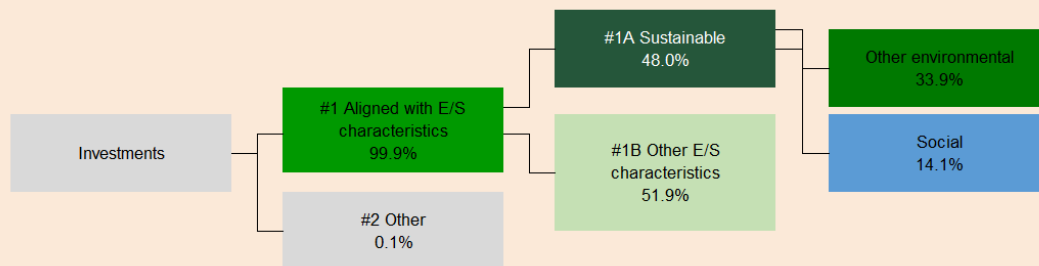 Investments
#1 Aligned with E/S
characteristics
99.9%
#2 Other
0.1%
#1A Sustainable
48.0%
#1B Other E/S
characteristics
51.9%
Other environmental
33.9%
Social
14.1%